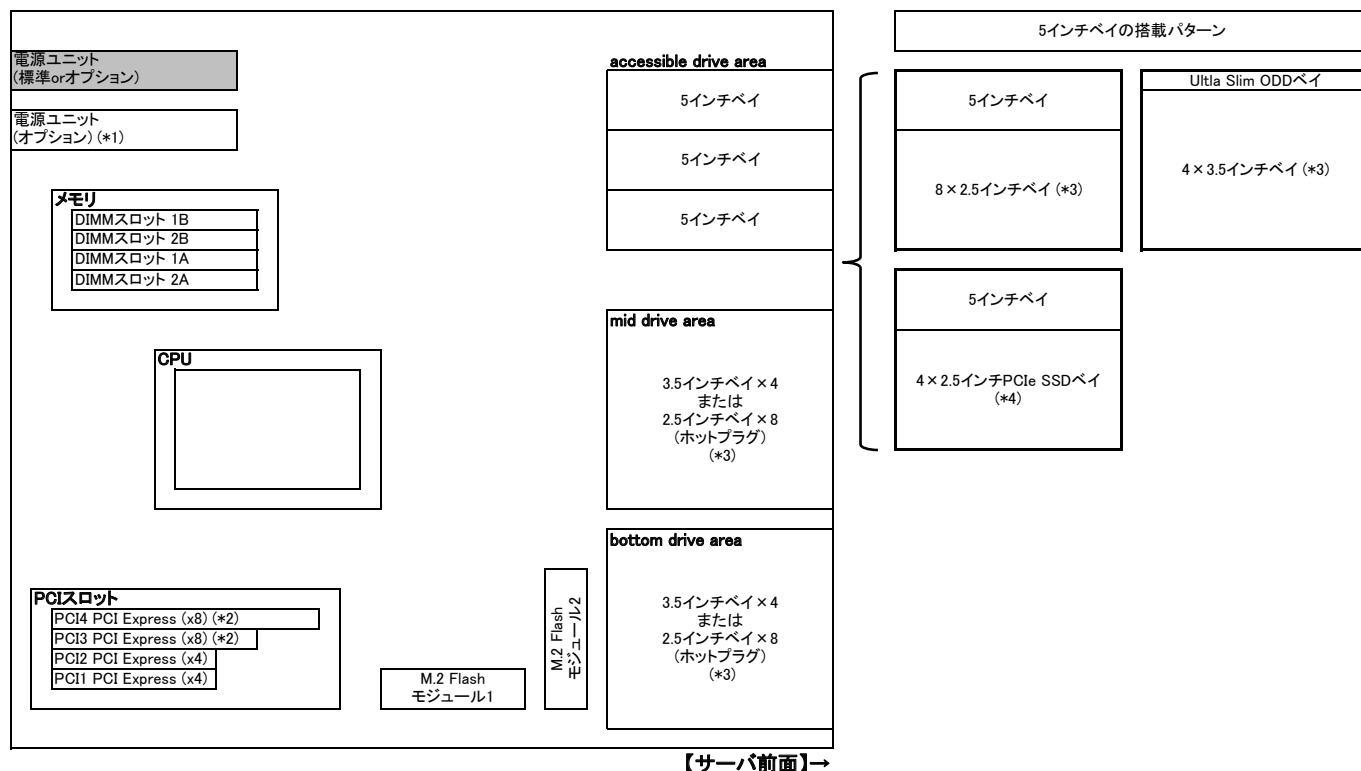 電源ユニット
(標準orオプション)
電源ユニット
(オプション) (*1)
メモリ
DIMMスロット 1B
DIMMスロット 2B
DIMMスロット 1A
DIMMスロット 2A
CPU
PCIスロット
PCI4 PCI Express (x8) (*2)
PCI3 PCI Express (x8) (*2)
PCI2 PCI Express (x4)
PCI1 PCI Express (x4)
M.2 Flash
モジュール1
M.2 Flash
モジュール2
accessible drive area
5インチベイ
5インチベイ
5インチベイ
mid drive area
3.5インチベイ×4
または
2.5インチベイ×8
(ホットプラグ)
(*3)
bottom drive area
3.5インチベイ×4
または
2.5インチベイ×8
(ホットプラグ)
(*3)
【サーバ前面】→
5インチベイの搭載パターン
5インチベイ
8×2.5インチベイ (*3)
Ultla Slim ODDベイ
4×3.5インチベイ (*3)
5インチベイ
4×2.5インチPCIe SSDベイ
(*4)